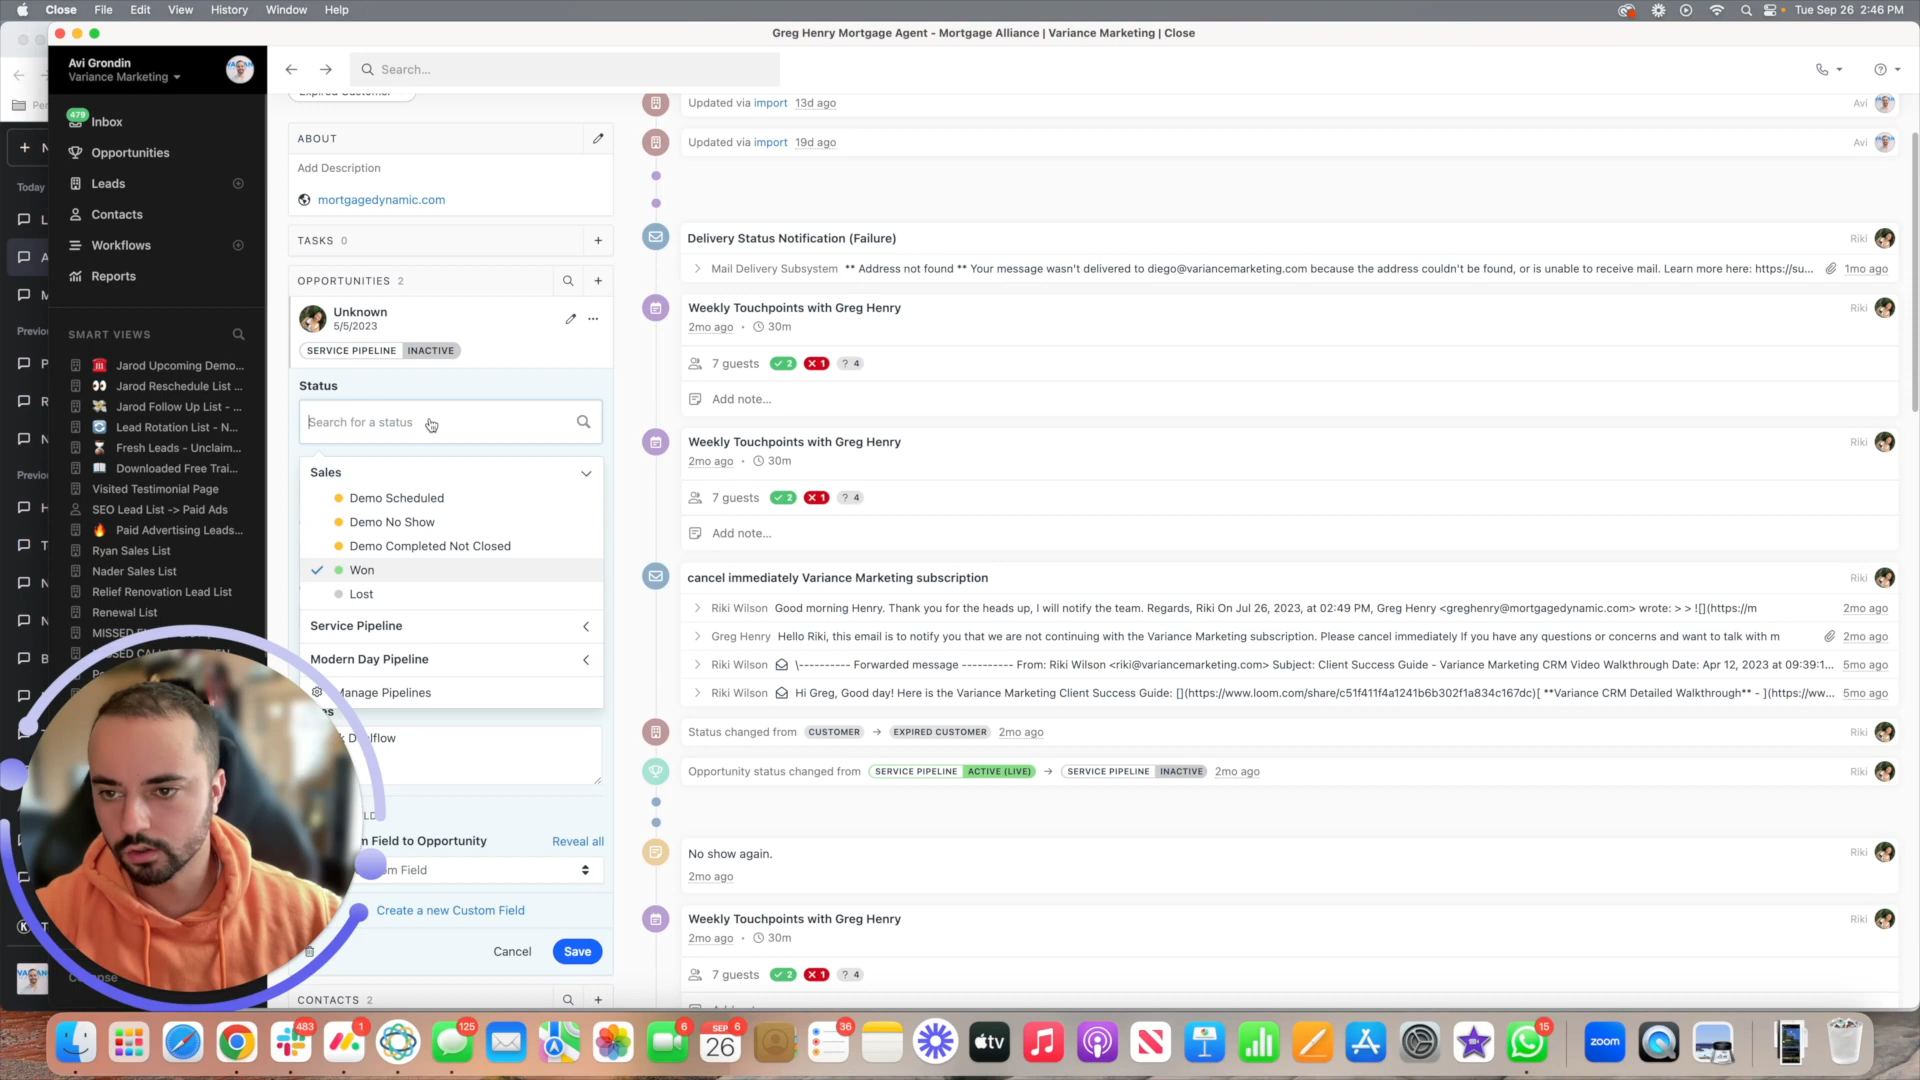 Close File Edit View History Window Help
Tue Sep 26 2:46 PM
Greg Henry Mortgage Agent - Mortgage Alliance | Variance Marketing | Close
Avi Grondin
Variance Marketing
Search...
479
Inbox
Opportunities
Leads
Contacts
Workflows
Reports
SMART VIEWS
Jarod Upcoming Demo...
Jarod Reschedule List ...
Jarod Follow Up List - ...
Lead Rotation List - N...
Fresh Leads - Unclaim...
Downloaded Free Trai...
Visited Testimonial Page
SEO Lead List -> Paid Ads
Paid Advertising Leads...
Ryan Sales List
Nader Sales List
Relief Renovation Lead List
Renewal List
Today
ABOUT
Add Description
mortgagedynamic.com
TASKS 0
OPPORTUNITIES 2
Unknown
5/5/2023
SERVICE PIPELINE INACTIVE
Status
Search for a status
Sales
Demo Scheduled
Demo No Show
Demo Completed Not Closed
Won
Lost
Service Pipeline
Modern Day Pipeline
Manage Pipelines
Field to Opportunity
Reveal all
Field
Create a new Custom Field
Cancel
Save
CONTACTS 2
Updated via import 13d ago
Avi
Updated via import 19d ago
Avi
Delivery Status Notification (Failure)
Riki
Mail Delivery Subsystem ** Address not found ** Your message wasn't delivered to diego@variancemarketing.com because the address couldn't be found, or is unable to receive mail. Learn more here: https://su... 1mo ago
Weekly Touchpoints with Greg Henry
Riki
2mo ago • 30m
7 guests ✓ 2 ✕ 1 ? 4
Add note...
Weekly Touchpoints with Greg Henry
Riki
2mo ago • 30m
7 guests ✓ 2 ✕ 1 ? 4
Add note...
cancel immediately Variance Marketing subscription
Riki
Riki Wilson Good morning Henry. Thank you for the heads up, I will notify the team. Regards, Riki On Jul 26, 2023, at 02:49 PM, Greg Henry <greghenry@mortgagedynamic.com> wrote: > > ![](https://m 2mo ago
Greg Henry Hello Riki, this email is to notify you that we are not continuing with the Variance Marketing subscription. Please cancel immediately If you have any questions or concerns and want to talk with m 2mo ago
Riki Wilson \---------- Forwarded message ---------- From: Riki Wilson <riki@variancemarketing.com> Subject: Client Success Guide - Variance Marketing CRM Video Walkthrough Date: Apr 12, 2023 at 09:39:1... 5mo ago
Riki Wilson Hi Greg, Good day! Here is the Variance Marketing Client Success Guide: [](https://www.loom.com/share/c51f411f4a1241b6b302f1a834c167dc)[ **Variance CRM Detailed Walkthrough** - ](https://ww... 5mo ago
Status changed from CUSTOMER → EXPIRED CUSTOMER 2mo ago
Riki
Opportunity status changed from SERVICE PIPELINE ACTIVE (LIVE) → SERVICE PIPELINE INACTIVE 2mo ago
Riki
No show again.
Riki
2mo ago
Weekly Touchpoints with Greg Henry
Riki
2mo ago • 30m
7 guests ✓ 2 ✕ 1 ? 4
483
1
125
6
SEP 6
26
36
tv
zoom
15